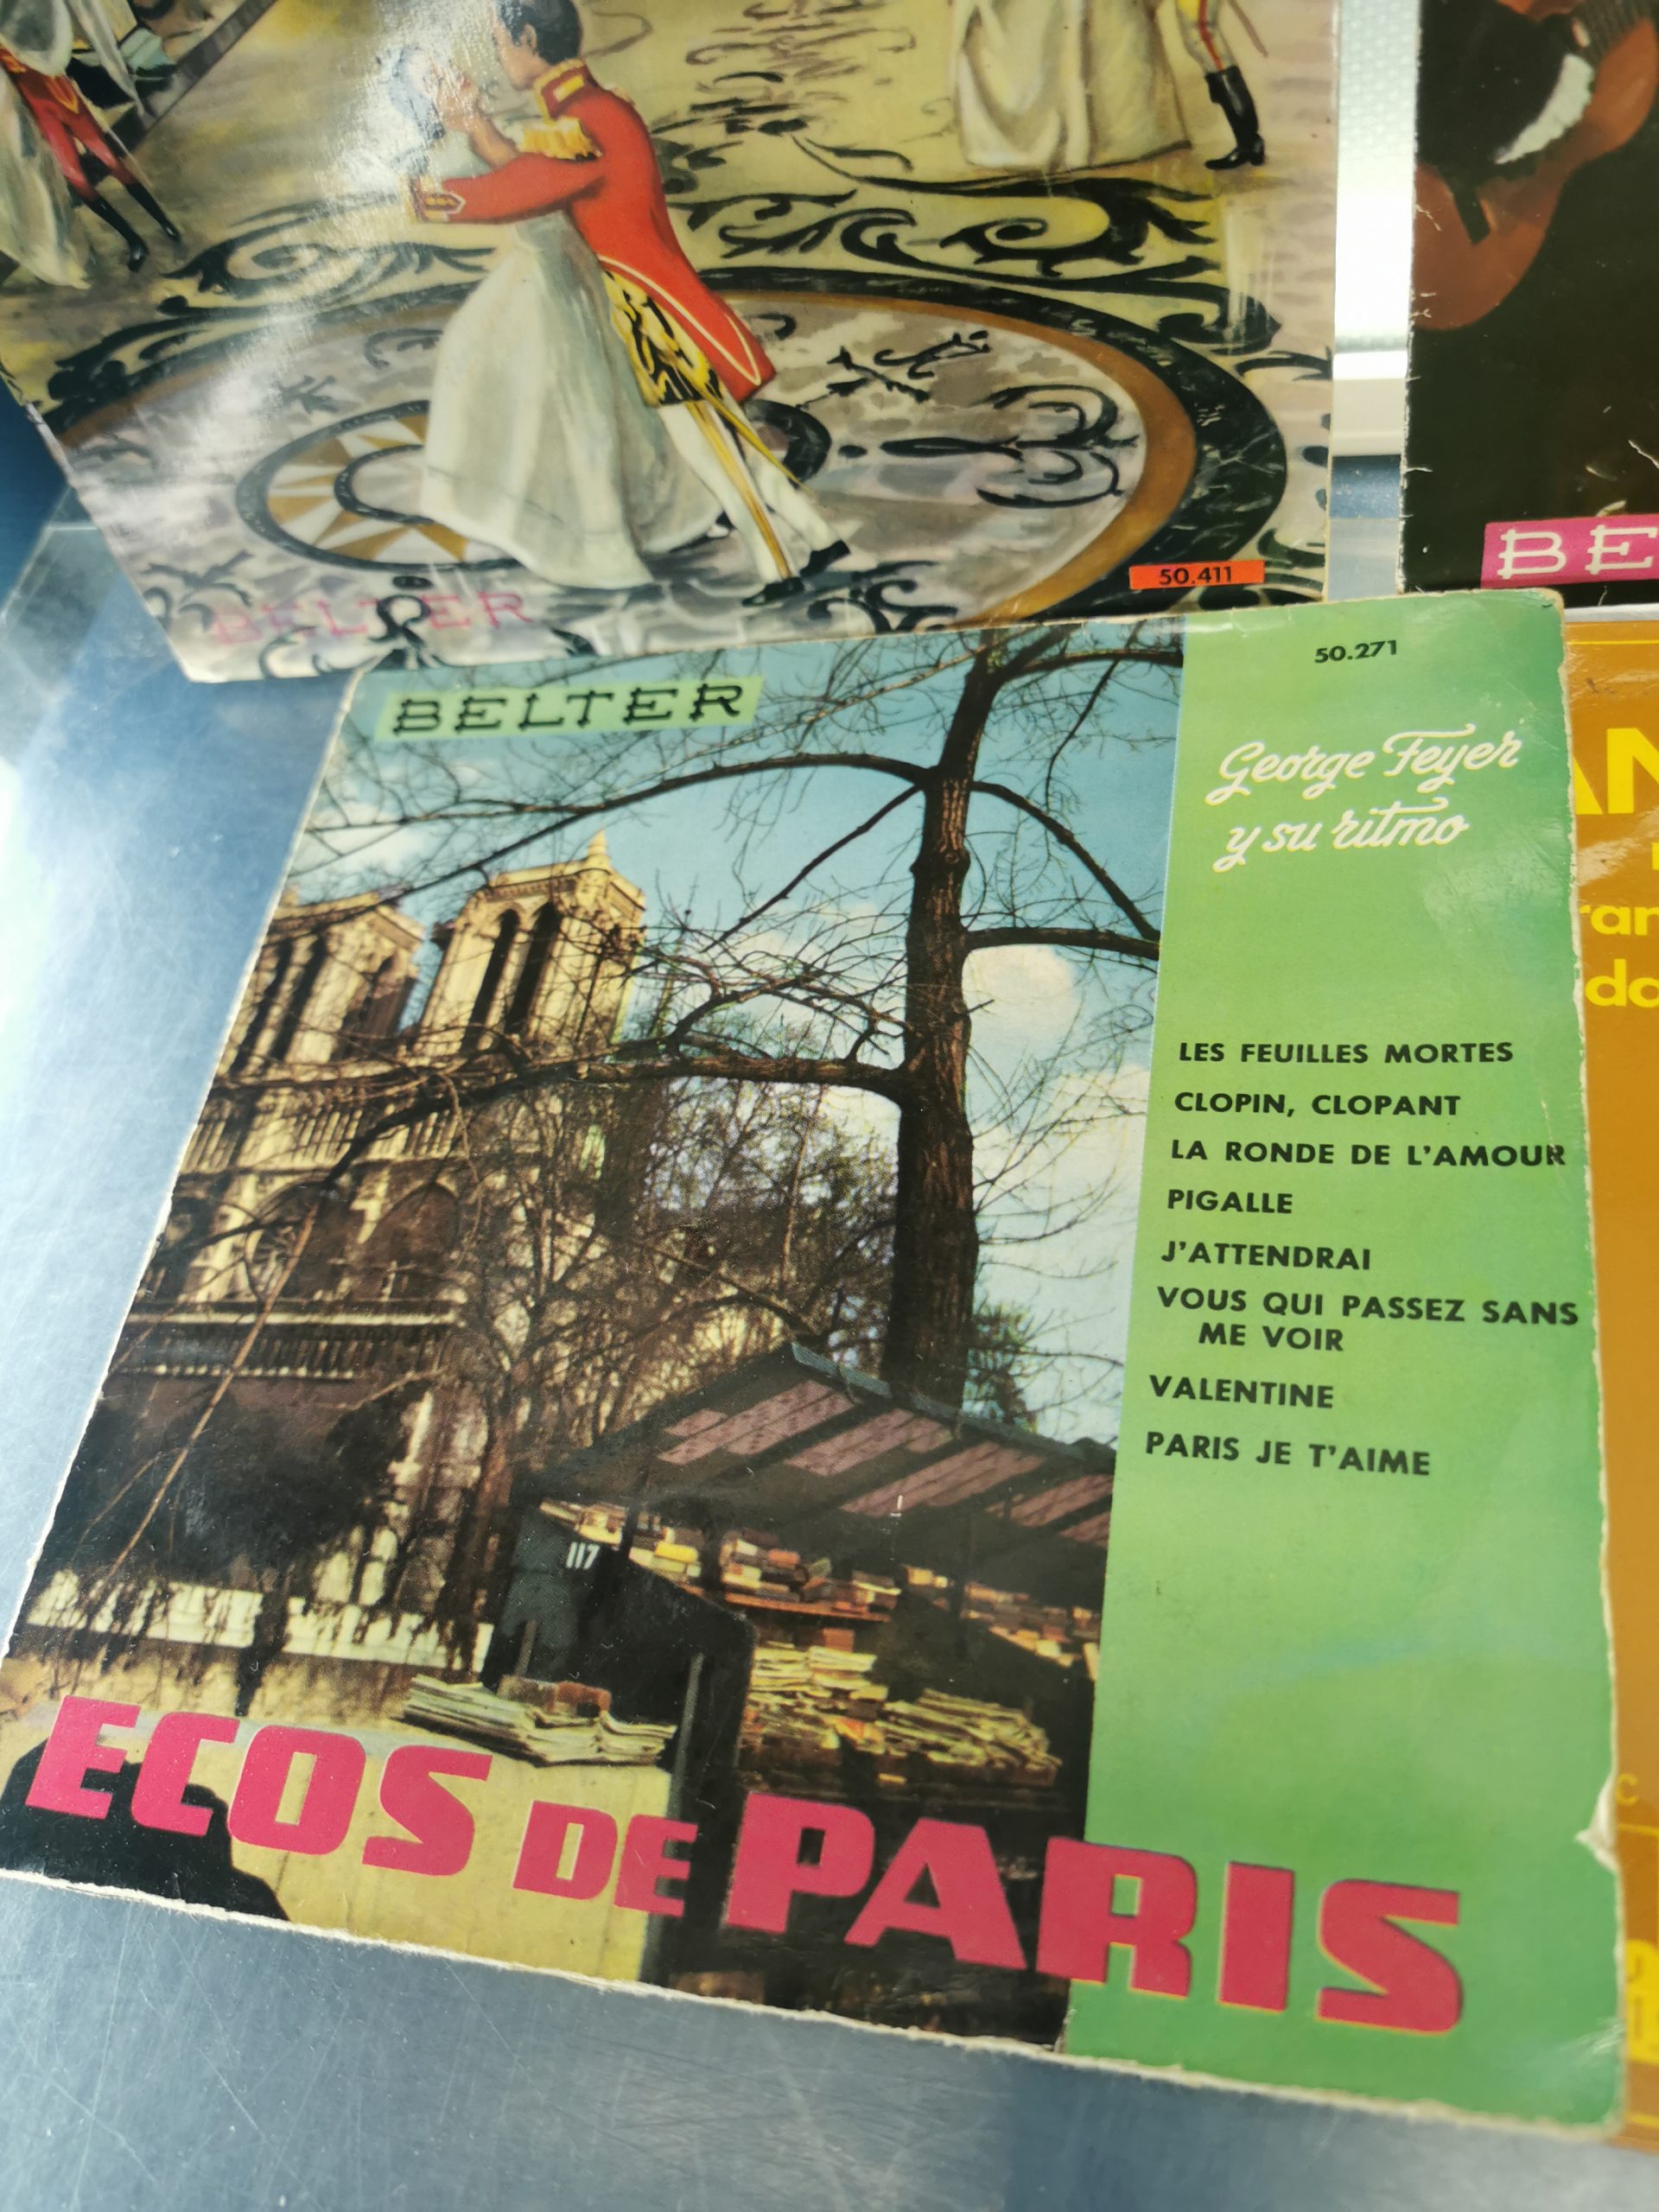 50.411
BELTER
BE
BELTER
50.271
George Feyer
y su ritmo
LES FEUILLES MORTES
CLOPIN, CLOPANT
LA RONDE DE L'AMOUR
PIGALLE
J'ATTENDRAI
VOUS QUI PASSEZ SANS
ME VOIR
VALENTINE
PARIS JE T'AIME
117
ECOS DE PARIS